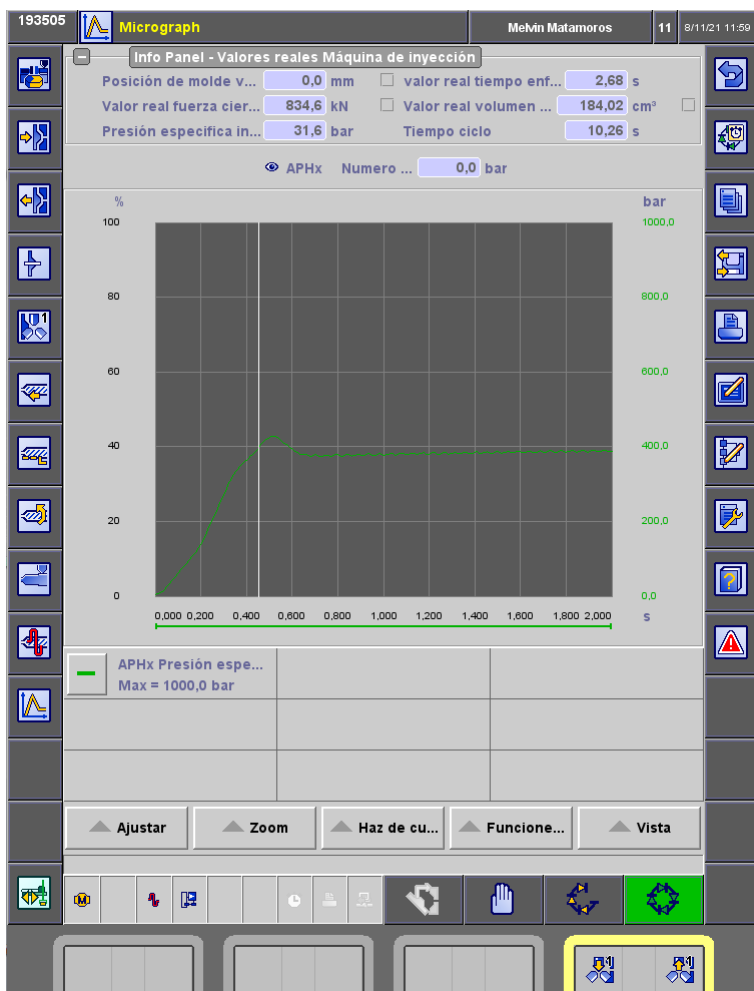 193505
Micrograph
Melvin Matamoros
11
8/11/21 11:59
Info Panel - Valores reales Máquina de inyección
Posición de molde v... 0,0 mm valor real tiempo enf... 2,68 s
Valor real fuerza cier... 834,6 kN Valor real volumen ... 184,02 cm³
Presión especifica in... 31,6 bar Tiempo ciclo 10,26 s
APHx Numero ... 0,0 bar
% bar
100 1000,0
80 800,0
60 600,0
40 400,0
20 200,0
0 0,0
0,000 0,200 0,400 0,600 0,800 1,000 1,200 1,400 1,600 1,800 2,000 s
APHx Presión espe...
Max = 1000,0 bar
Ajustar Zoom Haz de cu... Funcione... Vista